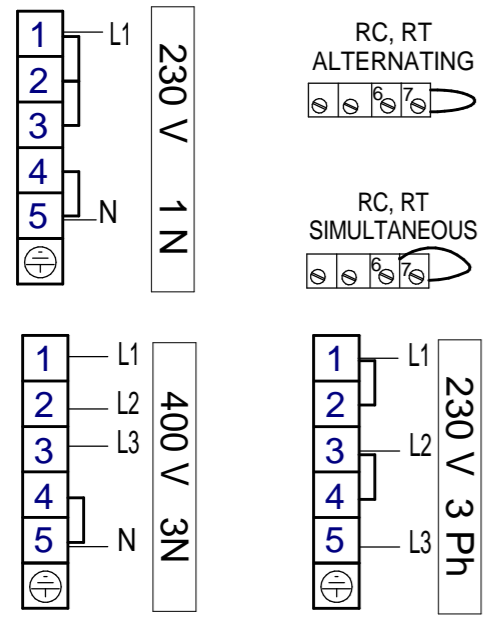 1
L1
2
3
4
5
N
230 V 1 N
RC, RT
ALTERNATING
6
7
RC, RT
SIMULTANEOUS
6
7
1
L1
2
L2
3
L3
4
5
N
400 V 3N
1
L1
2
3
L2
4
5
L3
230 V 3 Ph